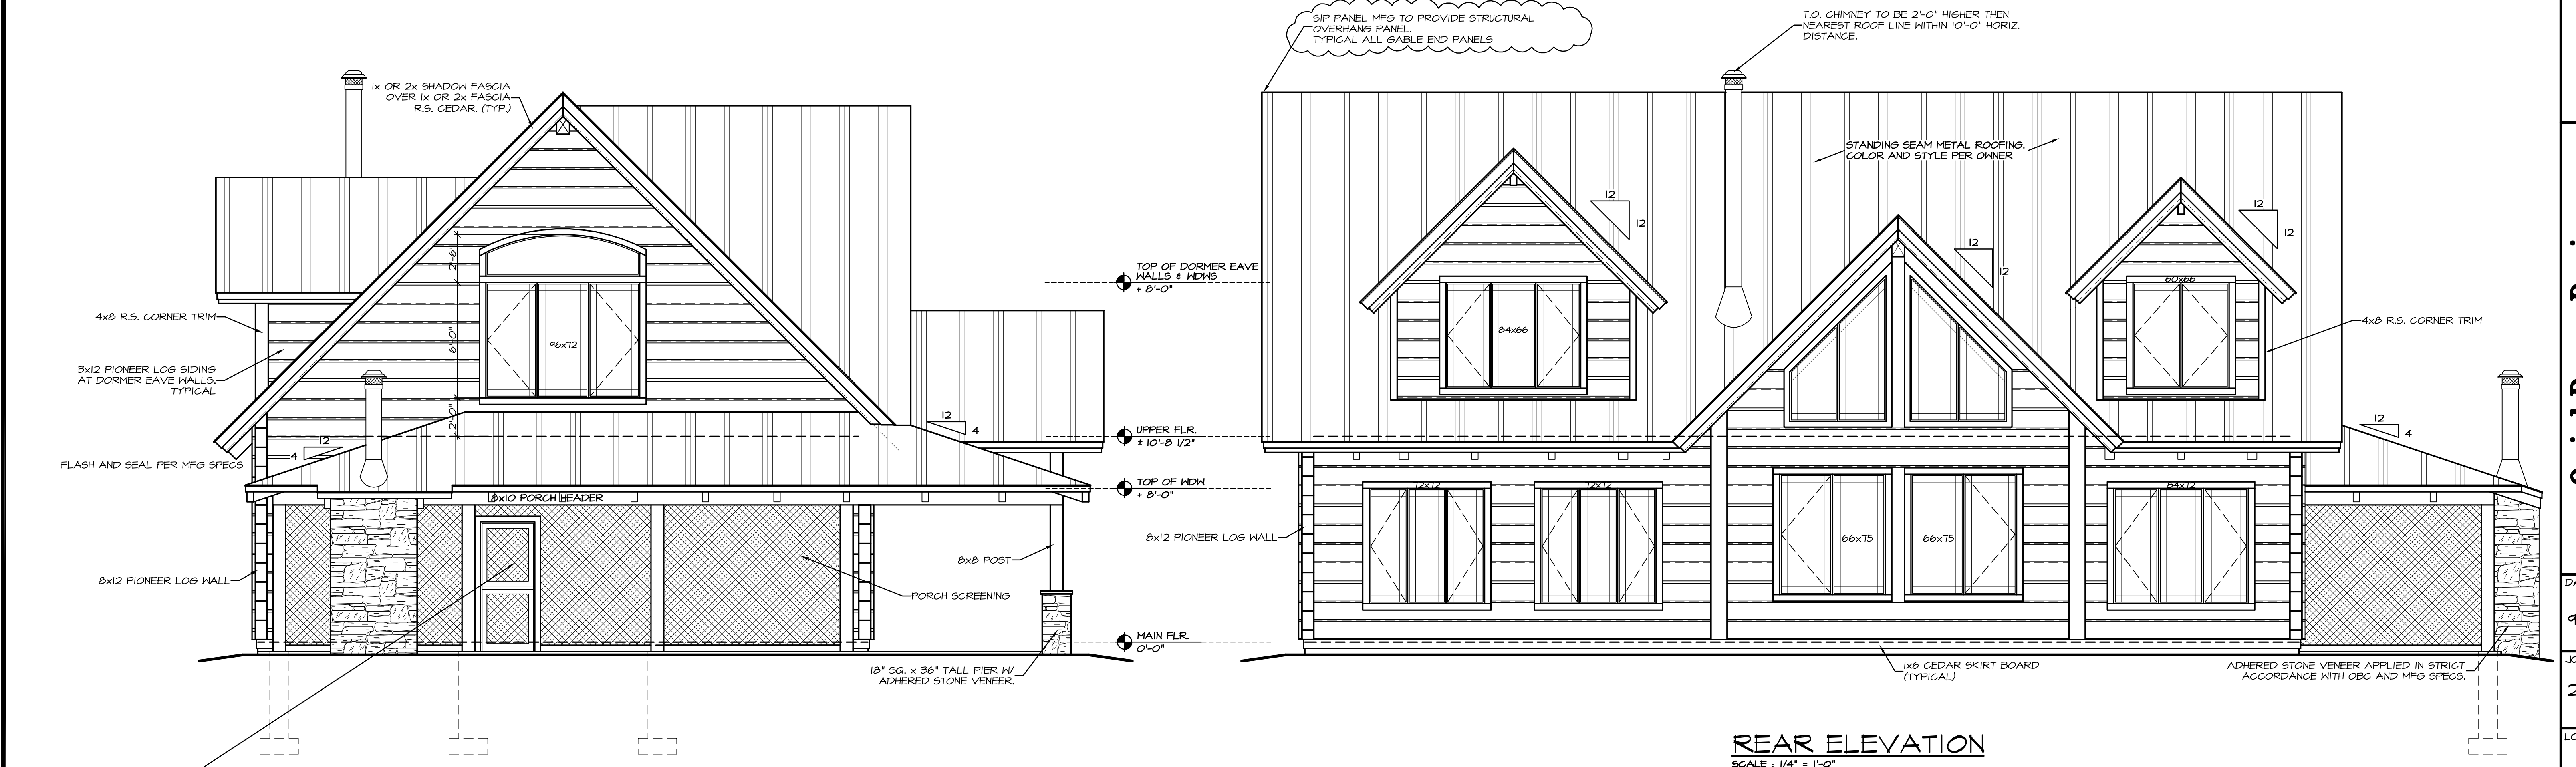 SIP PANEL MFG TO PROVIDE STRUCTURAL
OVERHANG PANEL.
TYPICAL ALL GABLE END PANELS
T.O. CHIMNEY TO BE 2'-0" HIGHER THEN
NEAREST ROOF LINE WITHIN 10'-0" HORIZ.
DISTANCE.
1x OR 2x SHADOW FASCIA
OVER 1x OR 2x FASCIA
R.S. CEDAR. (TYP.)
4x8 R.S. CORNER TRIM
3x12 PIONEER LOG SIDING
AT DORMER EAVE WALLS.
TYPICAL
2'-6"
6'-0"
2'-0"
96x72
12
4
FLASH AND SEAL PER MFG SPECS
8x10 PORCH HEADER
8x12 PIONEER LOG WALL
12
4
8x8 POST
PORCH SCREENING
18" SQ. x 36" TALL PIER W/
ADHERED STONE VENEER.
TOP OF DORMER EAVE
WALLS & WDWS
+ 8'-0"
UPPER FLR.
± 10'-8 1/2"
TOP OF WDW
+ 8'-0"
MAIN FLR.
0'-0"
STANDING SEAM METAL ROOFING.
COLOR AND STYLE PER OWNER
12
12
12
12
12
12
84x66
60x66
4x8 R.S. CORNER TRIM
12
4
72x72
72x72
84x72
66x75
66x75
8x12 PIONEER LOG WALL
1x6 CEDAR SKIRT BOARD
(TYPICAL)
ADHERED STONE VENEER APPLIED IN STRICT
ACCORDANCE WITH OBC AND MFG SPECS.
REAR ELEVATION
SCALE : 1/4" = 1'-0"